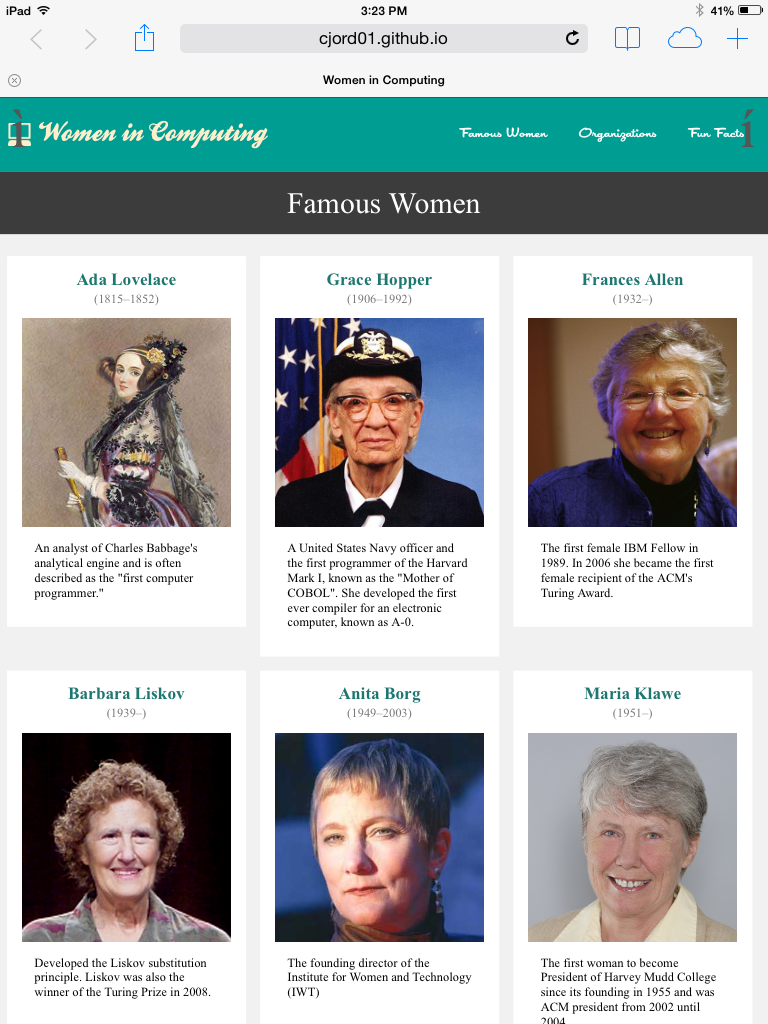 iPad 3:23 PM 41%
cjord01.github.io
Women in Computing
Women in Computing Famous Women Organizations Fun Facts
Famous Women
Ada Lovelace
(1815–1852)
An analyst of Charles Babbage's
analytical engine and is often
described as the "first computer
programmer."
Grace Hopper
(1906–1992)
A United States Navy officer and
the first programmer of the Harvard
Mark I, known as the "Mother of
COBOL". She developed the first
ever compiler for an electronic
computer, known as A-0.
Frances Allen
(1932–)
The first female IBM Fellow in
1989. In 2006 she became the first
female recipient of the ACM's
Turing Award.
Barbara Liskov
(1939–)
Developed the Liskov substitution
principle. Liskov was also the
winner of the Turing Prize in 2008.
Anita Borg
(1949–2003)
The founding director of the
Institute for Women and Technology
(IWT)
Maria Klawe
(1951–)
The first woman to become
President of Harvey Mudd College
since its founding in 1955 and was
ACM president from 2002 until
2004